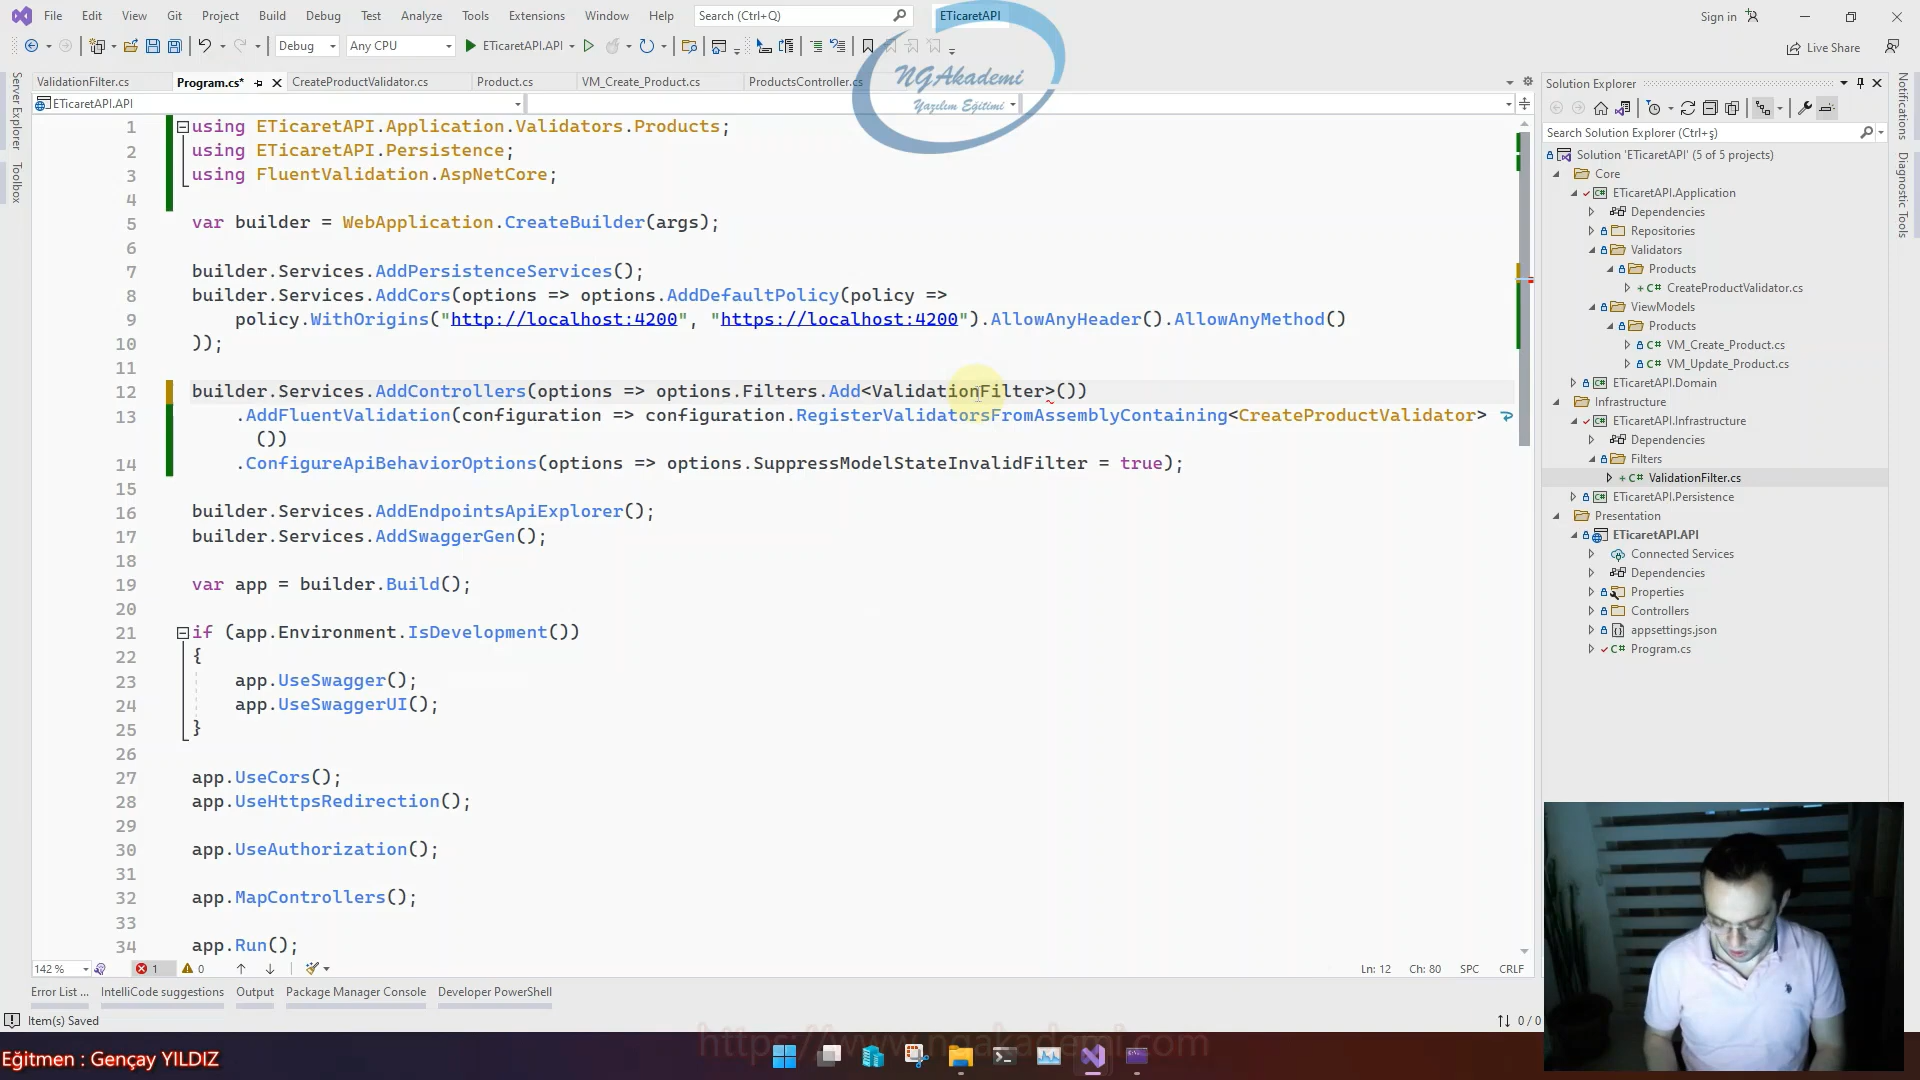 File Edit View Git Project Build Debug Test Analyze Tools Extensions Window Help Search (Ctrl+Q) ETicaretAPI Sign in
Debug Any CPU ETicaretAPI.API Live Share
NGAkademi
Yazılım Eğitimi
Server Explorer
Toolbox
ValidationFilter.cs Program.cs* CreateProductValidator.cs Product.cs VM_Create_Product.cs ProductsController.cs
ETicaretAPI.API
1 using ETicaretAPI.Application.Validators.Products;
2 using ETicaretAPI.Persistence;
3 using FluentValidation.AspNetCore;
4
5 var builder = WebApplication.CreateBuilder(args);
6
7 builder.Services.AddPersistenceServices();
8 builder.Services.AddCors(options => options.AddDefaultPolicy(policy =>
9 policy.WithOrigins("http://localhost:4200", "https://localhost:4200").AllowAnyHeader().AllowAnyMethod()
10 ));
11
12 builder.Services.AddControllers(options => options.Filters.Add<ValidationFilter>())
13 .AddFluentValidation(configuration => configuration.RegisterValidatorsFromAssemblyContaining<CreateProductValidator>
())
14 .ConfigureApiBehaviorOptions(options => options.SuppressModelStateInvalidFilter = true);
15
16 builder.Services.AddEndpointsApiExplorer();
17 builder.Services.AddSwaggerGen();
18
19 var app = builder.Build();
20
21 if (app.Environment.IsDevelopment())
22 {
23 app.UseSwagger();
24 app.UseSwaggerUI();
25 }
26
27 app.UseCors();
28 app.UseHttpsRedirection();
29
30 app.UseAuthorization();
31
32 app.MapControllers();
33
34 app.Run();
142 % 1 0 Ln: 12 Ch: 80 SPC CRLF
Error List ... IntelliCode suggestions Output Package Manager Console Developer PowerShell
Item(s) Saved 0 / 0
Solution Explorer
Search Solution Explorer (Ctrl+ş)
Solution 'ETicaretAPI' (5 of 5 projects)
Core
ETicaretAPI.Application
Dependencies
Repositories
Validators
Products
CreateProductValidator.cs
ViewModels
Products
VM_Create_Product.cs
VM_Update_Product.cs
ETicaretAPI.Domain
Infrastructure
ETicaretAPI.Infrastructure
Dependencies
Filters
ValidationFilter.cs
ETicaretAPI.Persistence
Presentation
ETicaretAPI.API
Connected Services
Dependencies
Properties
Controllers
appsettings.json
Program.cs
Notifications
Diagnostic Tools
https://www.ngakademi.com
Eğitmen : Gençay YILDIZ